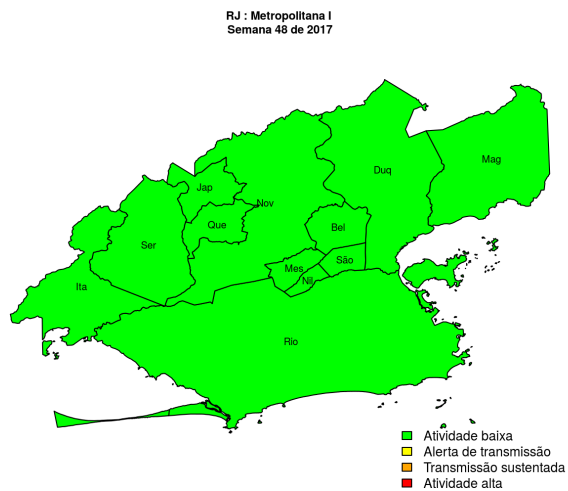 RJ : Metropolitana I
Semana 48 de 2017
Mag
Duq
Jap
Nov
Que
Bel
Ser
São
Mes
Nil
Ita
Rio
Atividade baixa
Alerta de transmissão
Transmissão sustentada
Atividade alta